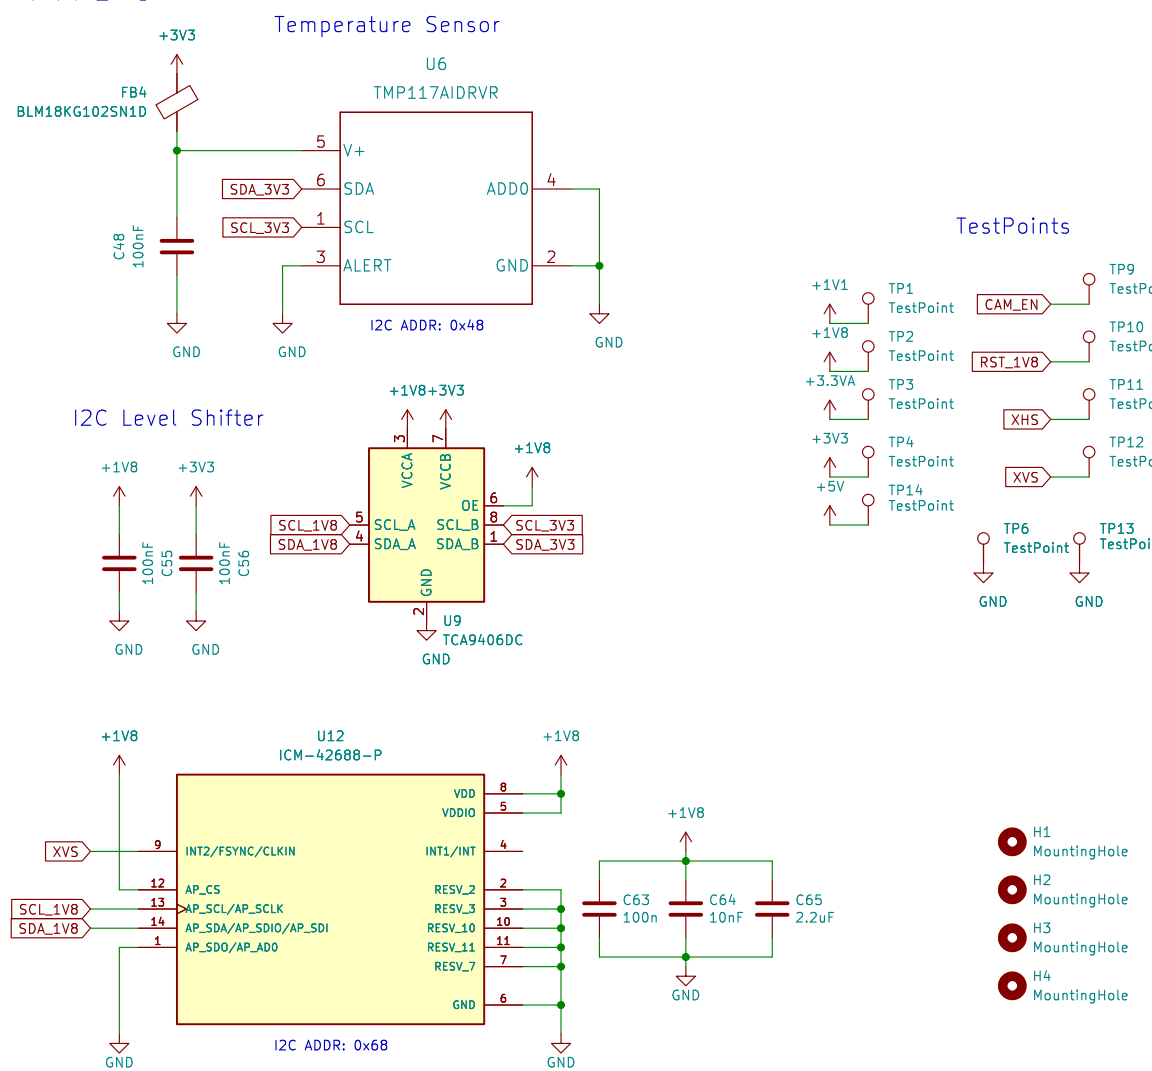 Temperature Sensor
+3V3
FB4
BLM18KG102SN1D
U6
TMP117AIDRVR
5
V+
6
SDA
SDA_3V3
1
SCL
SCL_3V3
3
ALERT
4
ADD0
2
GND
C48
100nF
GND
GND
GND
I2C ADDR: 0x48
TestPoints
+1V1
TP1
TestPoint
+1V8
TP2
TestPoint
+3.3VA
TP3
TestPoint
+3V3
TP4
TestPoint
+5V
TP14
TestPoint
CAM_EN
TP9
TestPo
RST_1V8
TP10
TestPo
XHS
TP11
TestPo
XVS
TP12
TestPo
TP6
TestPoint
GND
TP13
TestPoi
GND
I2C Level Shifter
+1V8
+3V3
100nF
C55
100nF
C56
GND
GND
+1V8
+3V3
+1V8
3
VCCA
7
VCCB
6
OE
SCL_1V8
5
SCL_A
SCL_B
8
SCL_3V3
SDA_1V8
4
SDA_A
SDA_B
1
SDA_3V3
GND
2
U9
TCA9406DC
GND
+1V8
U12
ICM-42688-P
+1V8
VDD
8
VDDIO
5
XVS
9
INT2/FSYNC/CLKIN
INT1/INT
4
12
AP_CS
RESV_2
2
SCL_1V8
13
AP_SCL/AP_SCLK
RESV_3
3
SDA_1V8
14
AP_SDA/AP_SDIO/AP_SDI
RESV_10
10
1
AP_SDO/AP_AD0
RESV_11
11
RESV_7
7
GND
6
GND
I2C ADDR: 0x68
GND
+1V8
C63
100n
C64
10nF
C65
2.2uF
GND
H1
MountingHole
H2
MountingHole
H3
MountingHole
H4
MountingHole